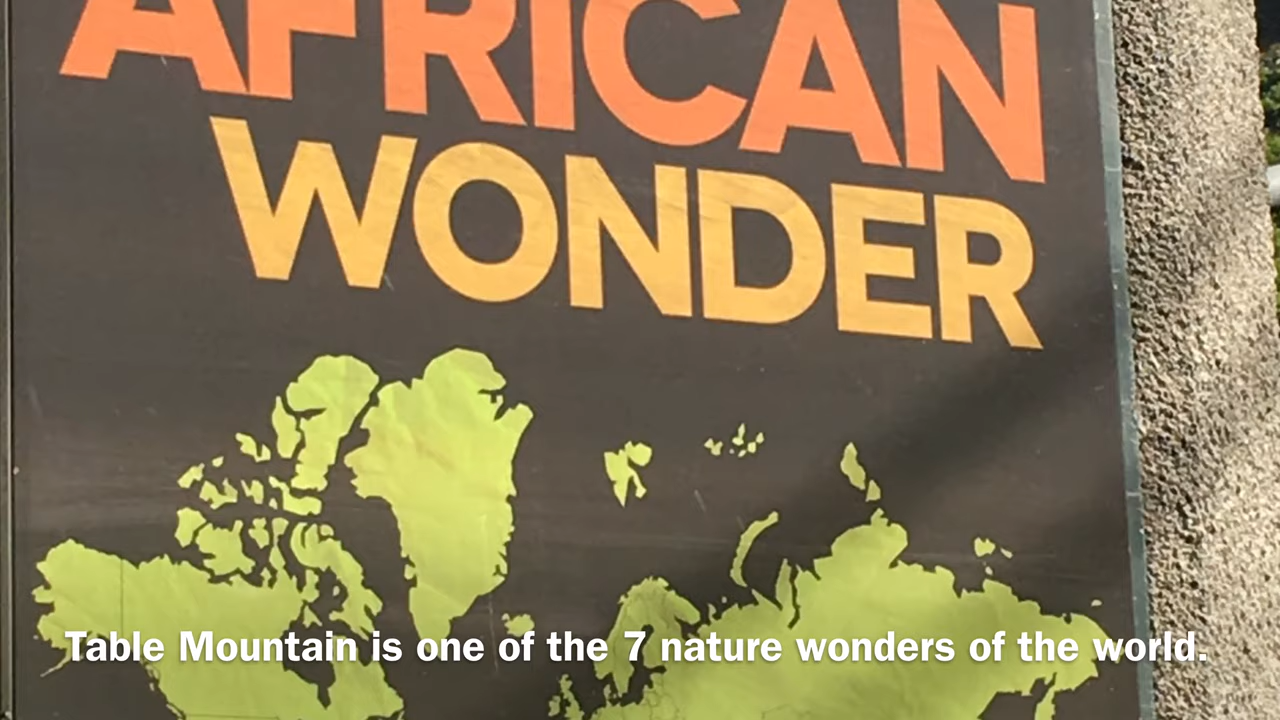 AFRICAN
WONDER
Table Mountain is one of the 7 nature wonders of the world.